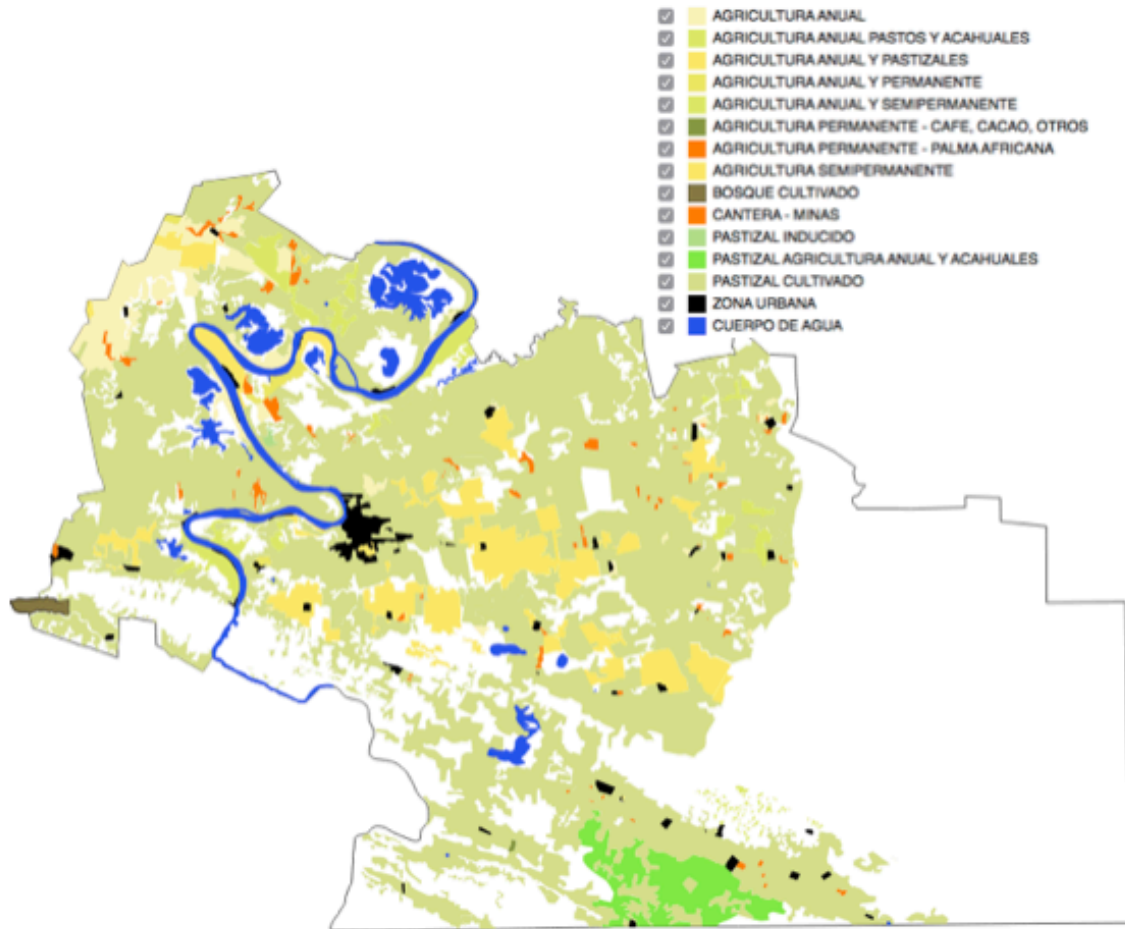 AGRICULTURA ANUAL
AGRICULTURA ANUAL PASTOS Y ACAHUALES
AGRICULTURA ANUAL Y PASTIZALES
AGRICULTURA ANUAL Y PERMANENTE
AGRICULTURA ANUAL Y SEMIPERMANENTE
AGRICULTURA PERMANENTE - CAFE, CACAO, OTROS
AGRICULTURA PERMANENTE - PALMA AFRICANA
AGRICULTURA SEMIPERMANENTE
BOSQUE CULTIVADO
CANTERA - MINAS
PASTIZAL INDUCIDO
PASTIZAL AGRICULTURA ANUAL Y ACAHUALES
PASTIZAL CULTIVADO
ZONA URBANA
CUERPO DE AGUA